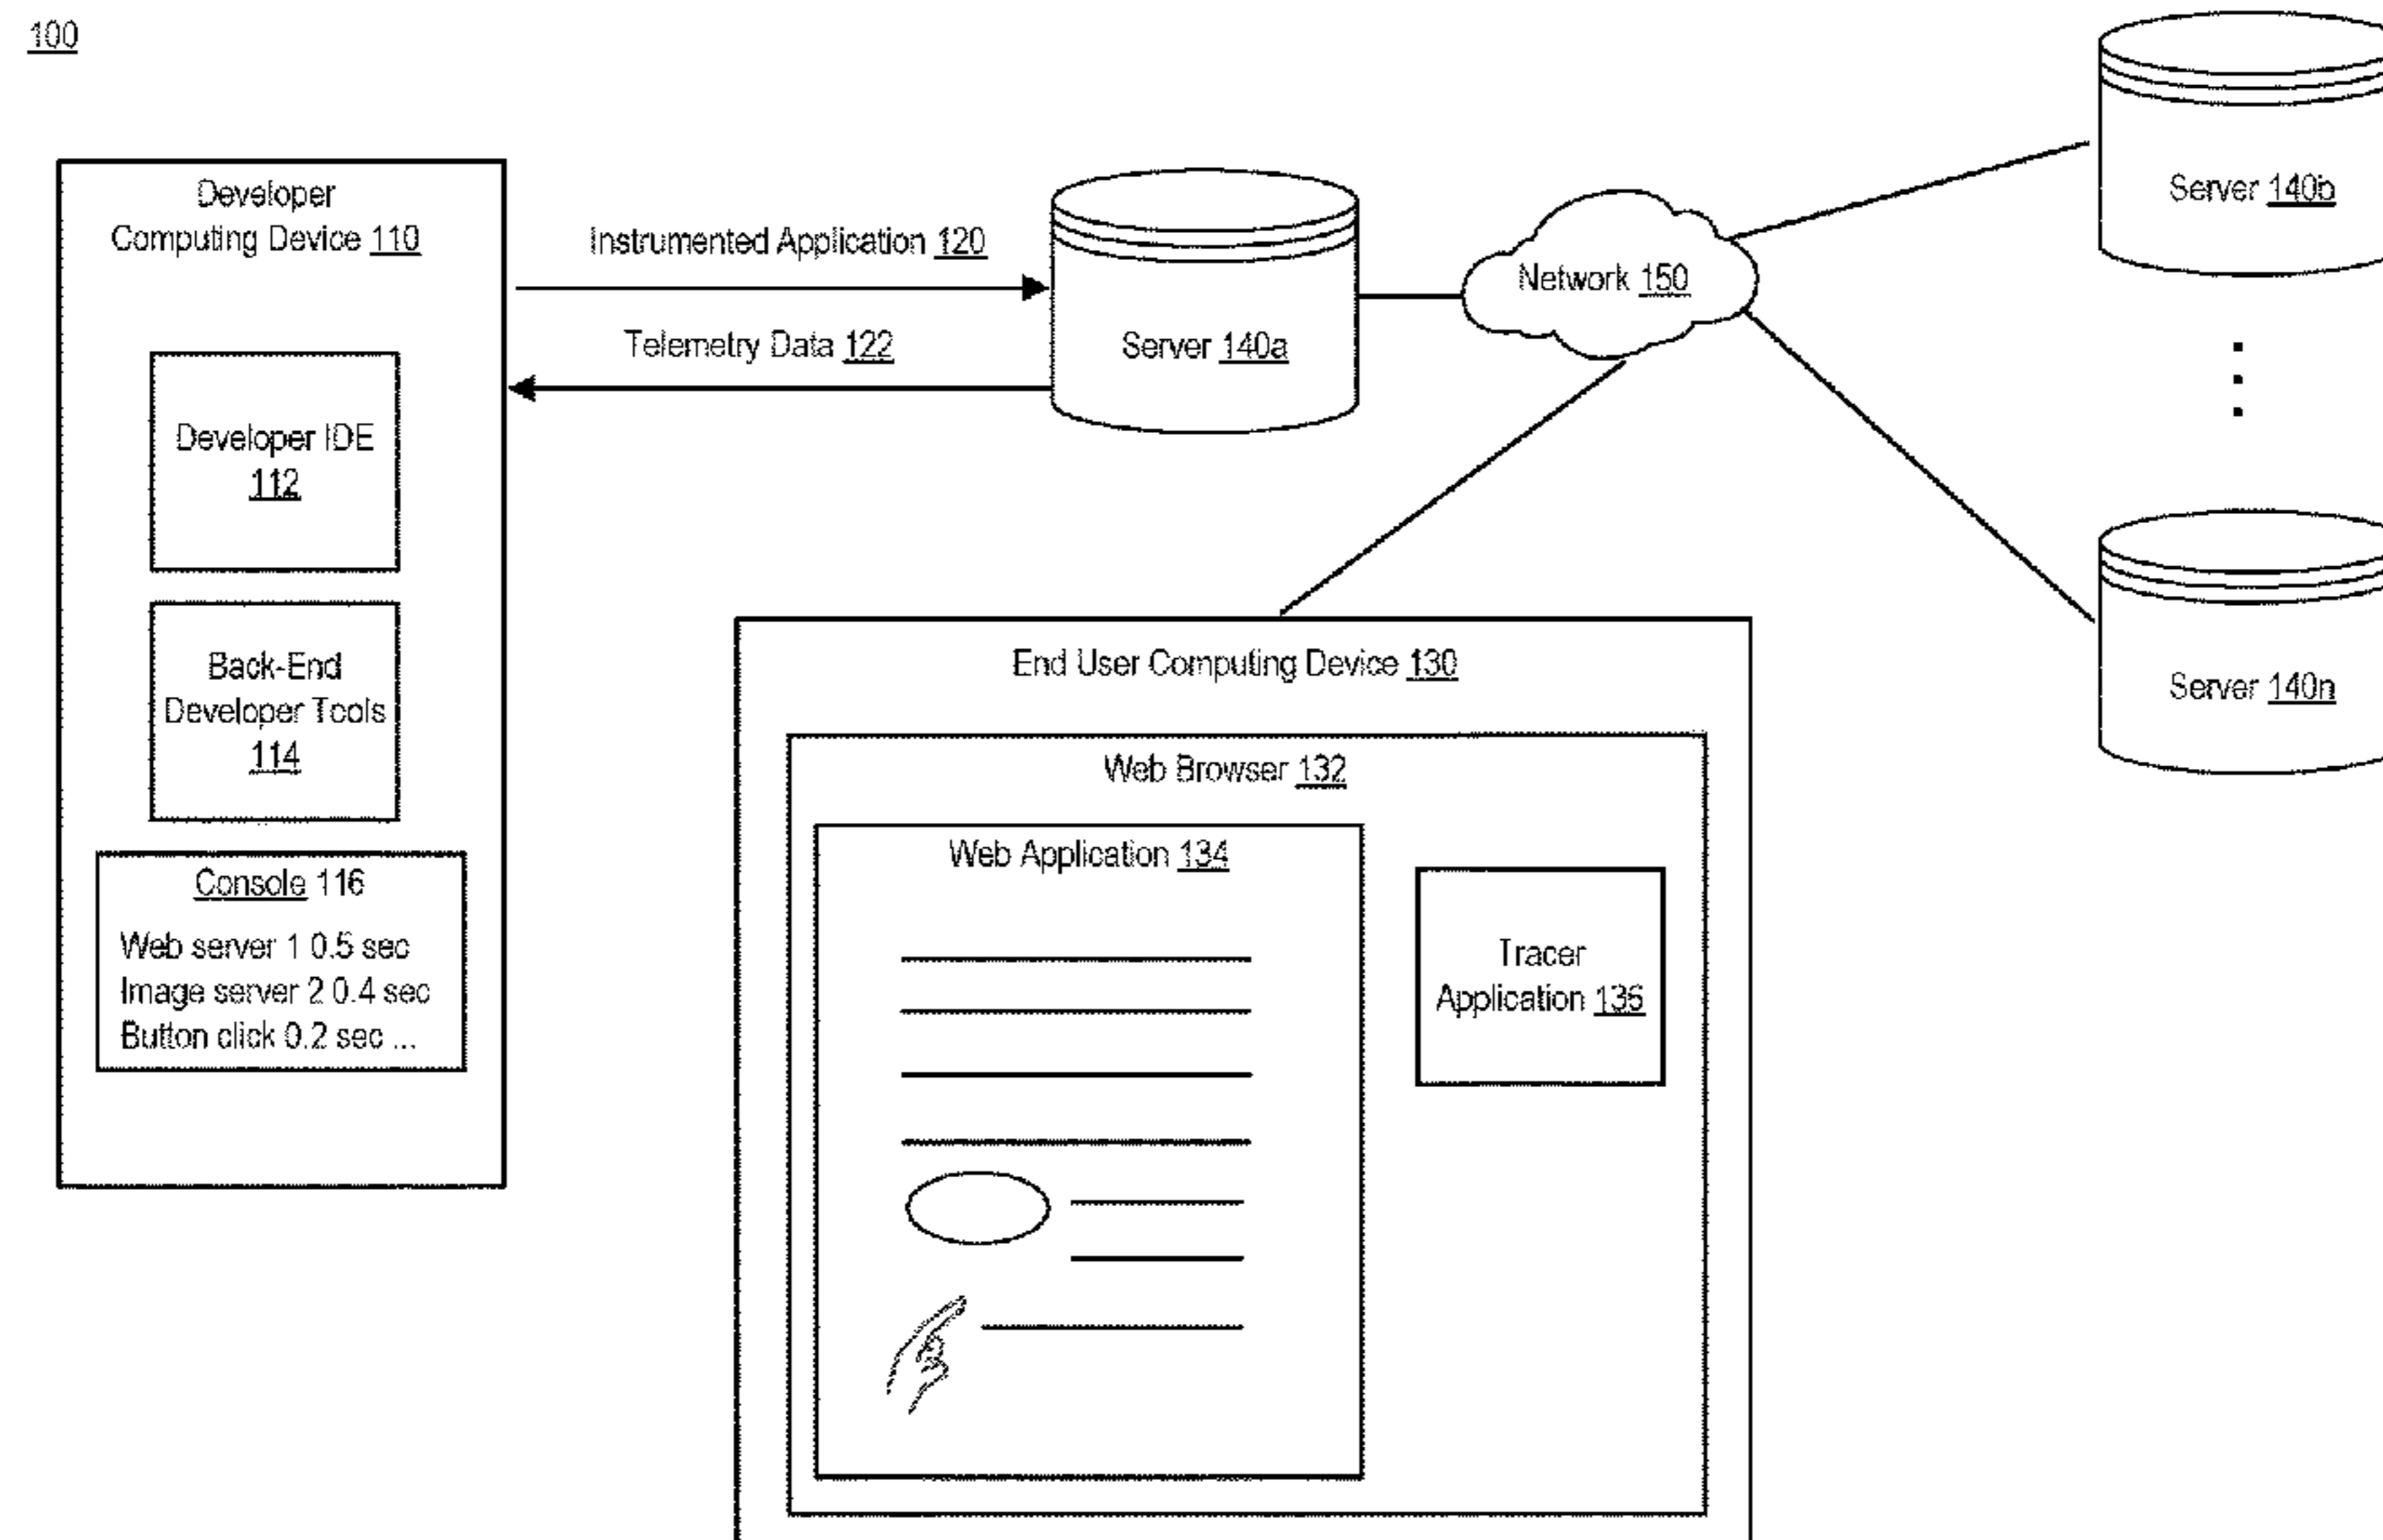 100
Developer
Computing Device 110
Developer IDE
112
Back-End
Developer Tools
114
Console 116
Web server 1 0.5 sec
Image server 2 0.4 sec
Button click 0.2 sec ...
Instrumented Application 120
Telemetry Data 122
Server 140a
Network 150
Server 140b
Server 140n
End User Computing Device 130
Web Browser 132
Web Application 134
Tracer
Application 136